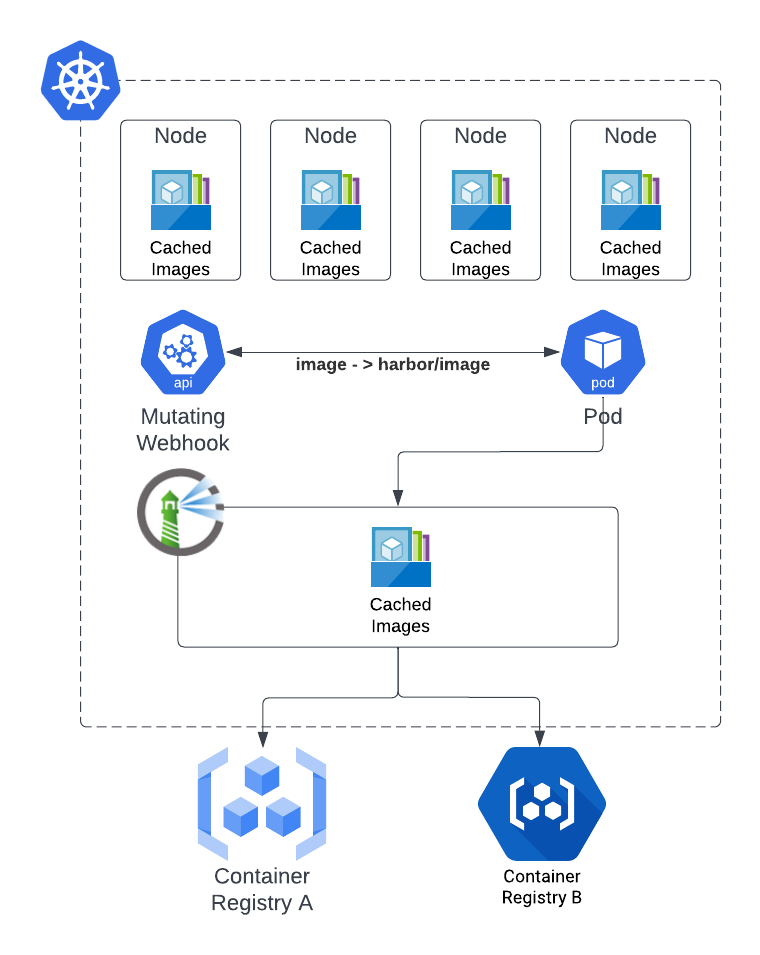 Node
Cached
Images
Node
Cached
Images
Node
Cached
Images
Node
Cached
Images
api
image - > harbor/image
pod
Mutating
Webhook
Pod
Cached
Images
Container
Registry A
Container
Registry B